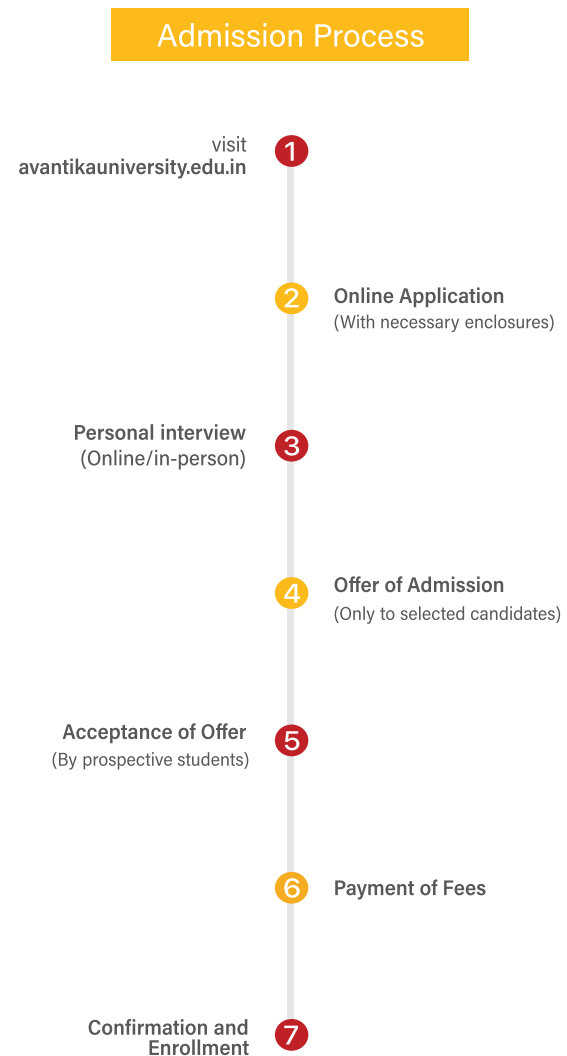 Admission Process
visit
avantikauniversity.edu.in
1
2
Online Application
(With necessary enclosures)
Personal interview
(Online/in-person)
3
4
Offer of Admission
(Only to selected candidates)
Acceptance of Offer
(By prospective students)
5
6
Payment of Fees
Confirmation and
Enrollment
7